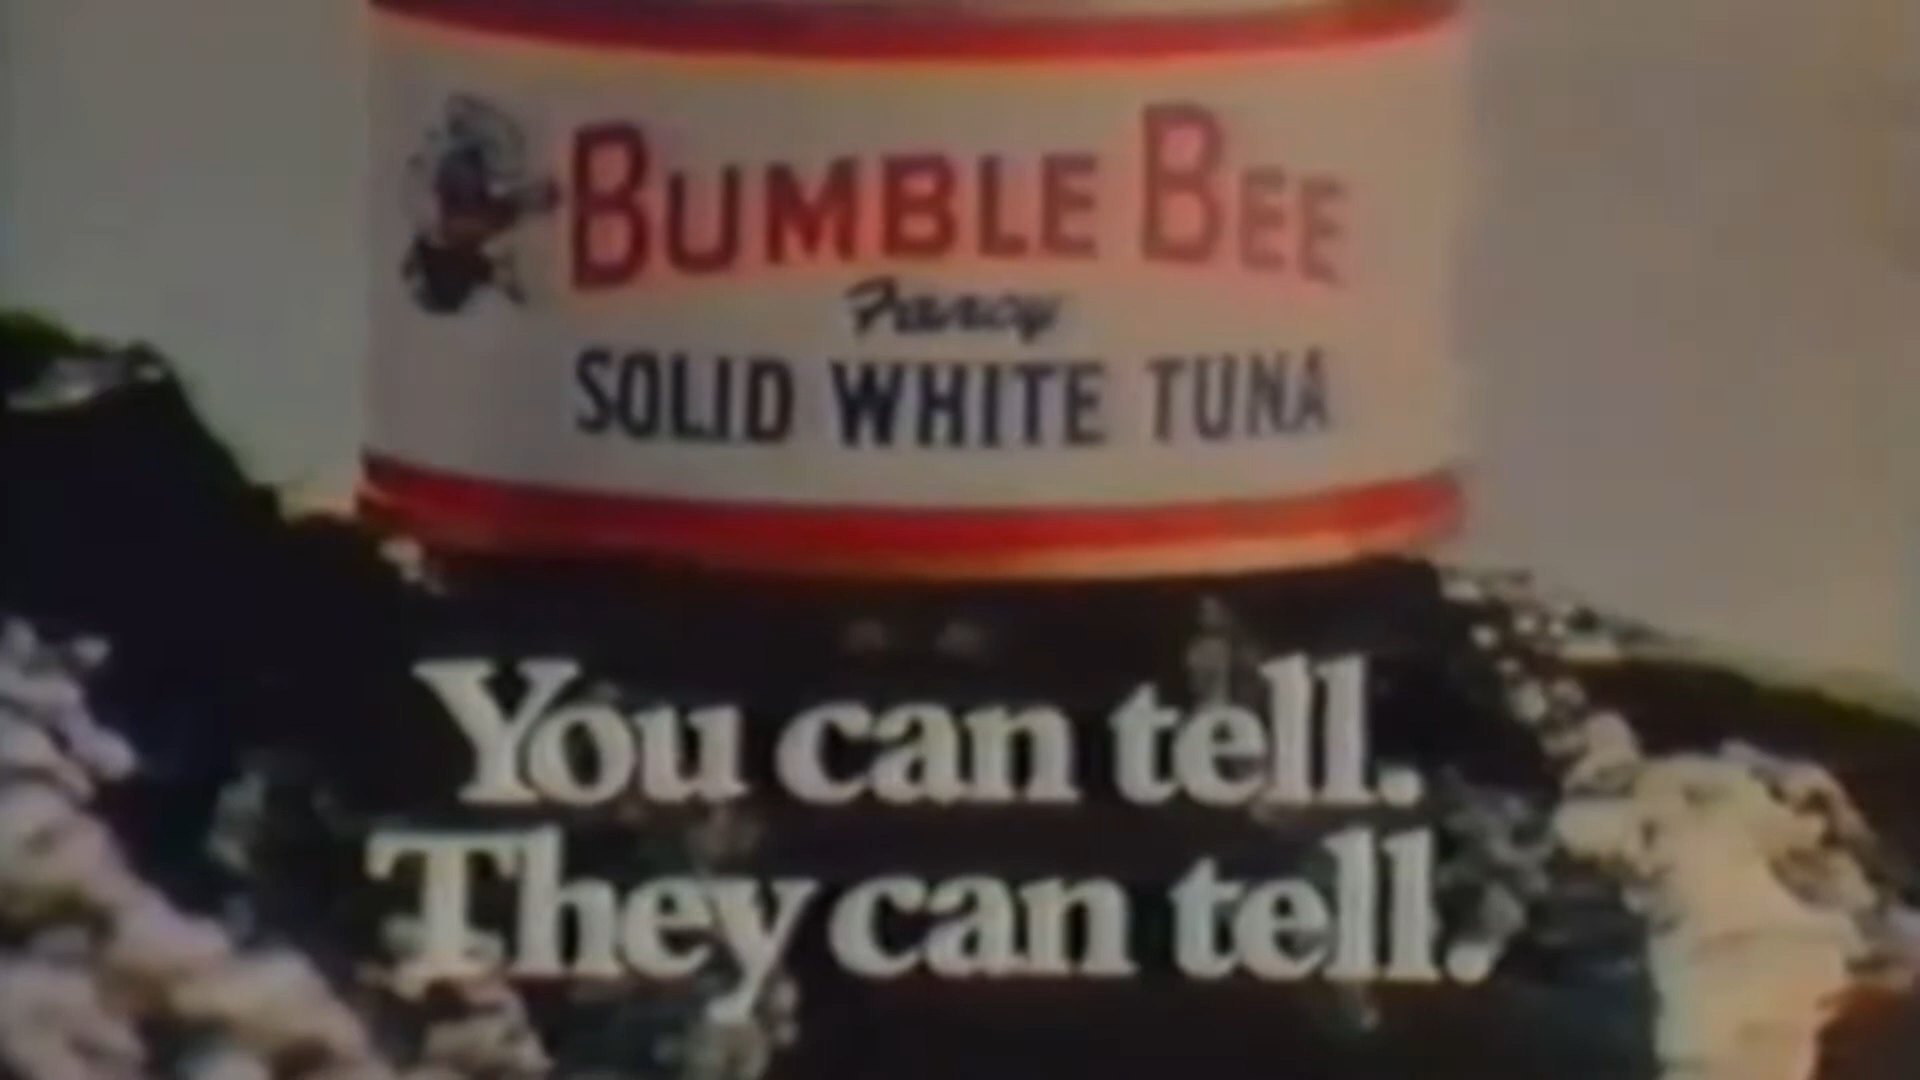 BUMBLE BEE
Fancy
SOLID WHITE TUNA
You can tell.
They can tell.